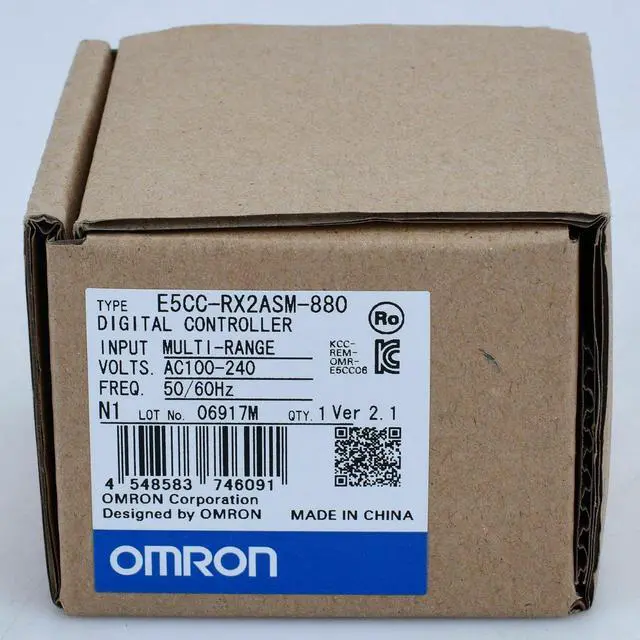 TYPE E5CC-RX2ASM-880
DIGITAL CONTROLLER
Ro
INPUT MULTI-RANGE
VOLTS. AC100-240
FREQ. 50/60Hz
KCC-
REM-
OMR-
E5CC06
N1 LOT No. 06917M QTY. 1 Ver 2.1
4 548583 746091
OMRON Corporation
Designed by OMRON MADE IN CHINA
OMRON